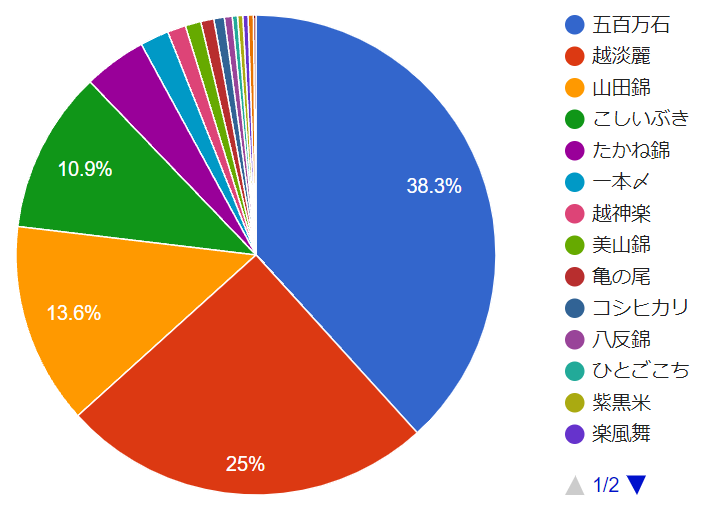 38.3%
25%
13.6%
10.9%
五百万石
越淡麗
山田錦
こしいぶき
たかね錦
一本〆
越神楽
美山錦
亀の尾
コシヒカリ
八反錦
ひとごこち
紫黒米
楽風舞
1/2